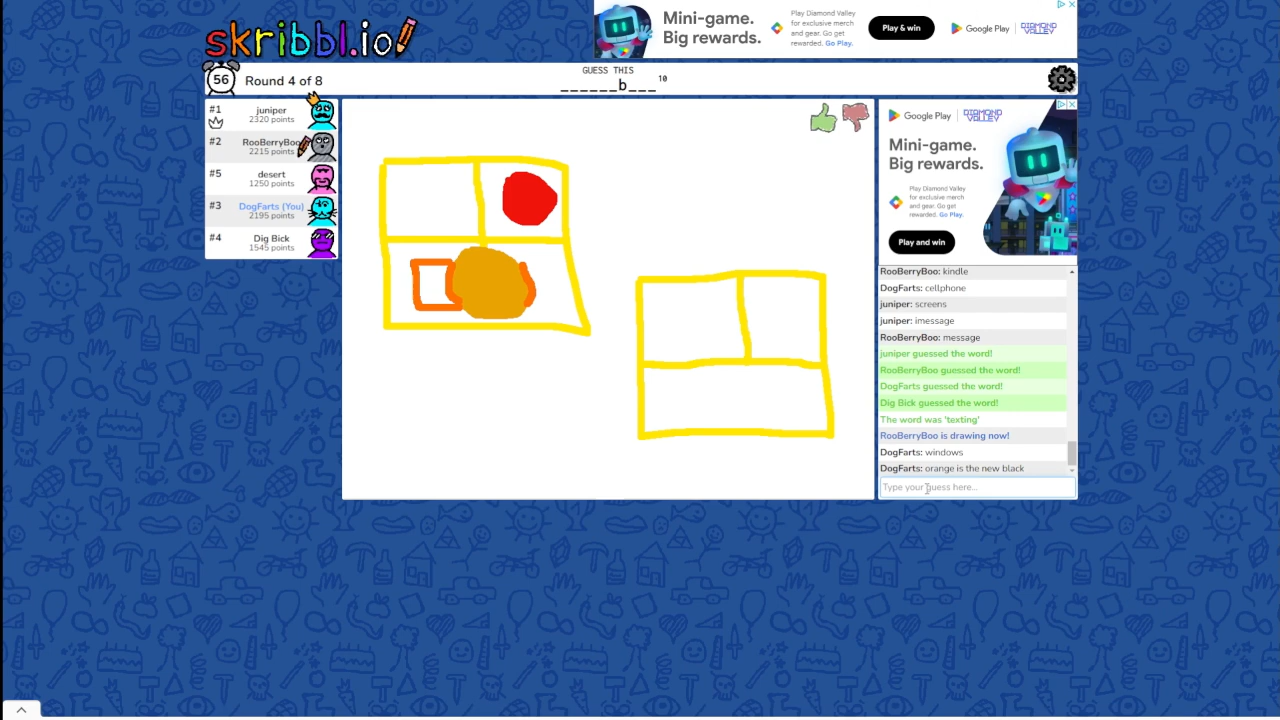 skribbl.io
Mini-game.
Big rewards.
Play Diamond Valley
for exclusive merch
and gear. Go get
rewarded. Go Play.
Play & win
Google Play
DIAMOND
VALLEY
56
Round 4 of 8
GUESS THIS
______b___ 10
#1
juniper
2320 points
#2
RooBerryBoo
2215 points
#5
desert
1250 points
#3
DogFarts (You)
2195 points
#4
Dig Bick
1545 points
Google Play
DIAMOND
VALLEY
Mini-game.
Big rewards.
Play Diamond Valley
for exclusive merch
and gear. Go get
rewarded. Go Play.
Play and win
RooBerryBoo: kindle
DogFarts: cellphone
juniper: screens
juniper: imessage
RooBerryBoo: message
juniper guessed the word!
RooBerryBoo guessed the word!
DogFarts guessed the word!
Dig Bick guessed the word!
The word was 'texting'
RooBerryBoo is drawing now!
DogFarts: windows
DogFarts: orange is the new black
Type your guess here...